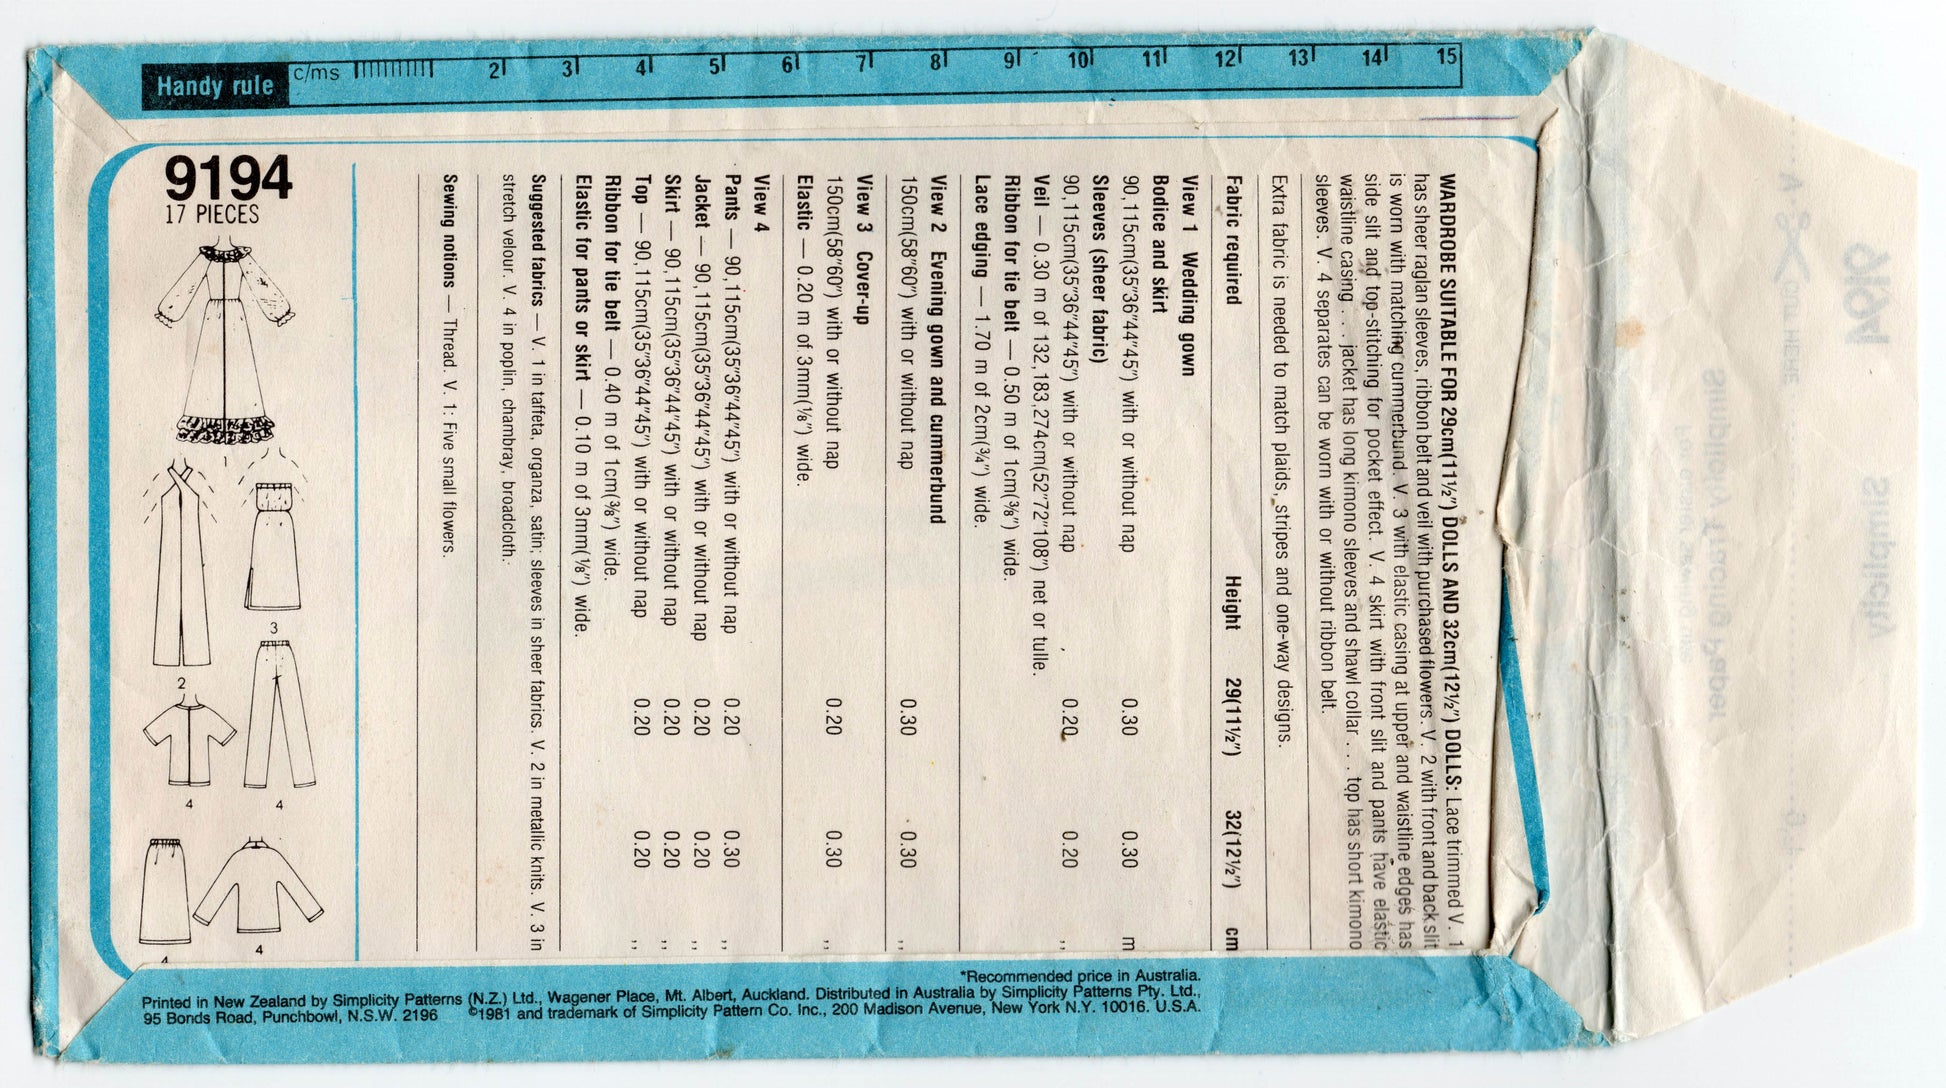 Handy rule c/ms 2 3 4 5 6 7 8 9 10 11 12 13 14 15
9194
17 PIECES
1
2
3
4
4
4
4
4
WARDROBE SUITABLE FOR 29cm(11½") DOLLS AND 32cm(12½") DOLLS: Lace trimmed V. 1
has sheer raglan sleeves, ribbon belt and veil with purchased flowers. V. 2 with front and back slit
is worn with matching cummerbund. V. 3 with elastic casing at upper and waistline edges has
side slit and top-stitching for pocket effect. V. 4 skirt with front slit and pants have elastic
waistline casing . . . jacket has long kimono sleeves and shawl collar . . . top has short kimono
sleeves. V. 4 separates can be worn with or without ribbon belt.
Extra fabric is needed to match plaids, stripes and one-way designs.
Fabric required Height 29(11½") 32(12½") cm
View 1 Wedding gown
Bodice and skirt
90,115cm(35"36"44"45") with or without nap 0.30 0.30 m
Sleeves (sheer fabric)
90,115cm(35"36"44"45") with or without nap 0.20 0.20 ,,
Veil — 0.30 m of 132,183,274cm(52"72"108") net or tulle.
Ribbon for tie belt — 0.50 m of 1cm(⅜") wide.
Lace edging — 1.70 m of 2cm(¾") wide.
View 2 Evening gown and cummerbund
150cm(58"60") with or without nap 0.30 0.30 ,,
View 3 Cover-up
150cm(58"60") with or without nap 0.20 0.30 ,,
Elastic — 0.20 m of 3mm(⅛") wide.
View 4
Pants — 90,115cm(35"36"44"45") with or without nap 0.20 0.30 ,,
Jacket — 90,115cm(35"36"44"45") with or without nap 0.20 0.20 ,,
Skirt — 90,115cm(35"36"44"45") with or without nap 0.20 0.20 ,,
Top — 90,115cm(35"36"44"45") with or without nap 0.20 0.20 ,,
Ribbon for tie belt — 0.40 m of 1cm(⅜") wide.
Elastic for pants or skirt — 0.10 m of 3mm(⅛") wide.
Suggested fabrics — V. 1 in taffeta, organza, satin; sleeves in sheer fabrics. V. 2 in metallic knits. V. 3 in
stretch velour. V. 4 in poplin, chambray, broadcloth.
Sewing notions — Thread. V. 1: Five small flowers.
*Recommended price in Australia.
Printed in New Zealand by Simplicity Patterns (N.Z.) Ltd., Wagener Place, Mt. Albert, Auckland. Distributed in Australia by Simplicity Patterns Pty. Ltd.,
95 Bonds Road, Punchbowl, N.S.W. 2196 ©1981 and trademark of Simplicity Pattern Co. Inc., 200 Madison Avenue, New York N.Y. 10016. U.S.A.